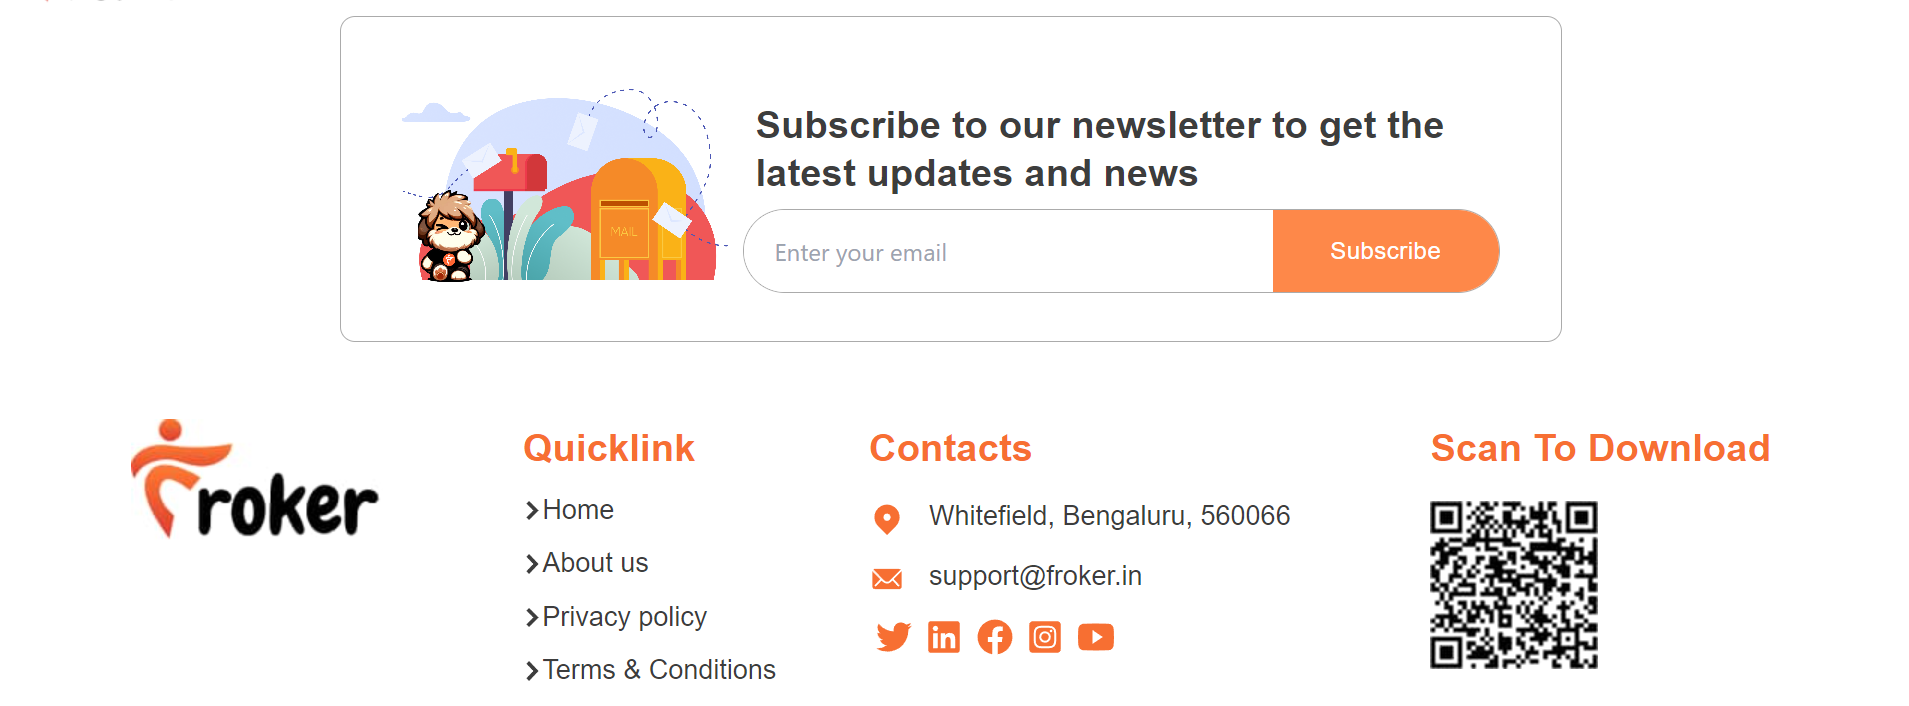 Subscribe to our newsletter to get the
latest updates and news
MAIL
Enter your email
Subscribe
Froker
Quicklink
Home
About us
Privacy policy
Terms & Conditions
Contacts
Whitefield, Bengaluru, 560066
support@froker.in
Scan To Download